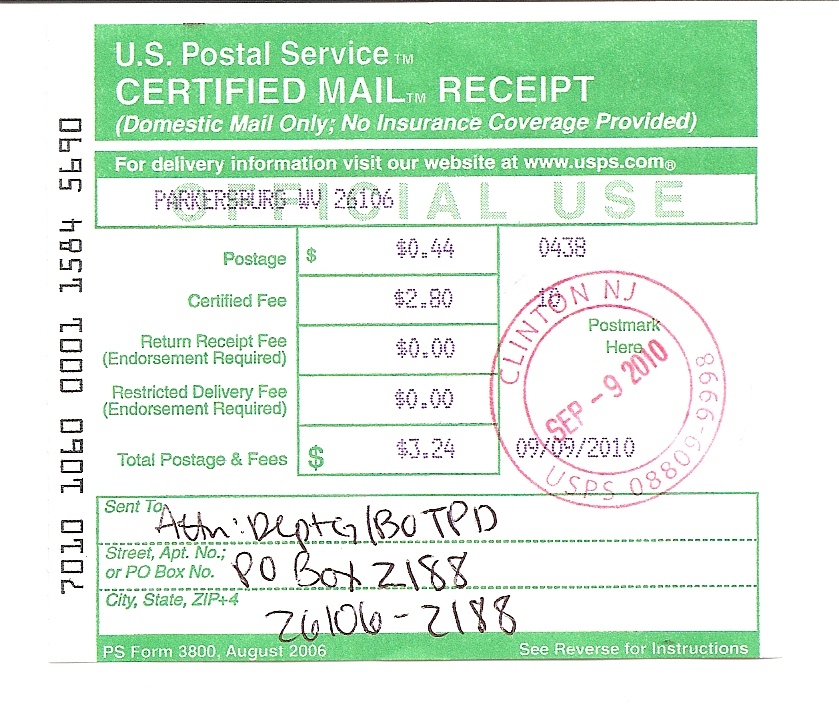 U.S. Postal Service TM
CERTIFIED MAIL TM RECEIPT
(Domestic Mail Only; No Insurance Coverage Provided)
For delivery information visit our website at www.usps.com®
OFFICIAL USE
PARKERSBURG WV 26106
Postage $ $0.44 0438
Certified Fee $2.80 10
Return Receipt Fee
(Endorsement Required) $0.00
Restricted Delivery Fee
(Endorsement Required) $0.00
Total Postage & Fees $ $3.24 09/09/2010
Postmark
Here
CLINTON NJ
SEP - 9 2010
USPS 08809-9998
Sent To Attn: Dept G/BOTPD
Street, Apt. No.;
or PO Box No. PO Box 2188
City, State, ZIP+4 26106-2188
PS Form 3800, August 2006 See Reverse for Instructions
7010 1060 0001 1584 5690